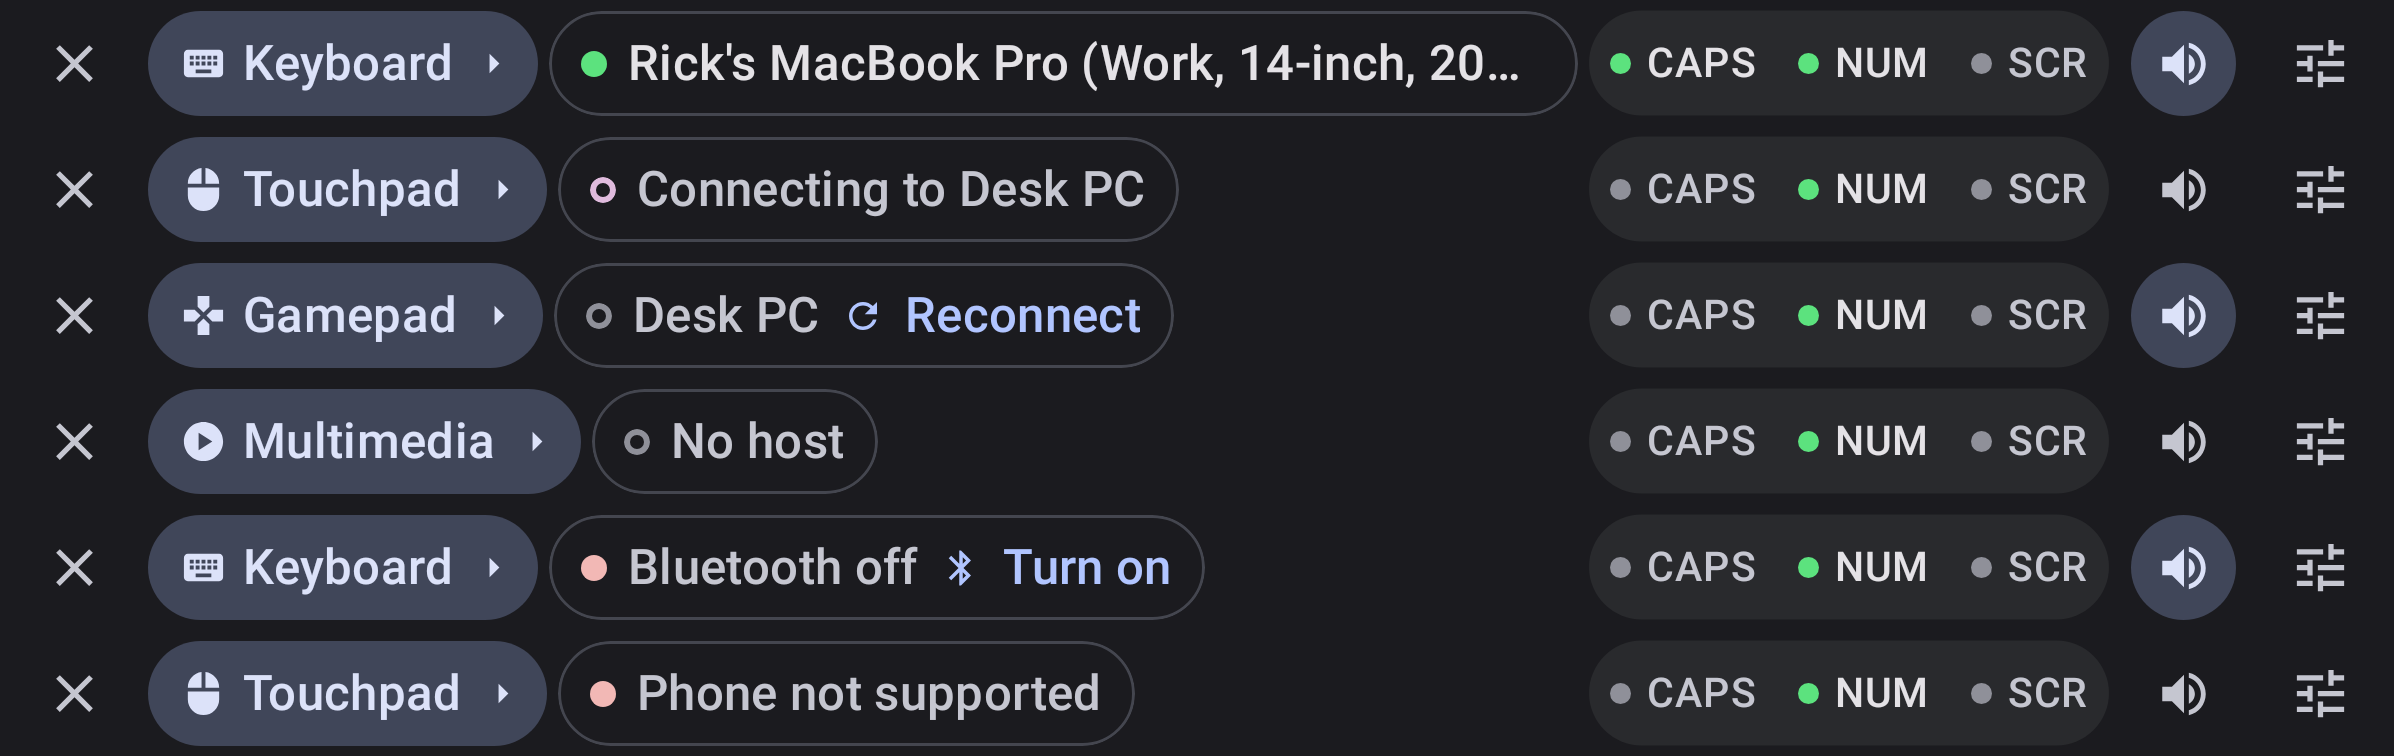 Keyboard Rick's MacBook Pro (Work, 14-inch, 20… CAPS NUM SCR
Touchpad Connecting to Desk PC CAPS NUM SCR
Gamepad Desk PC Reconnect CAPS NUM SCR
Multimedia No host CAPS NUM SCR
Keyboard Bluetooth off Turn on CAPS NUM SCR
Touchpad Phone not supported CAPS NUM SCR